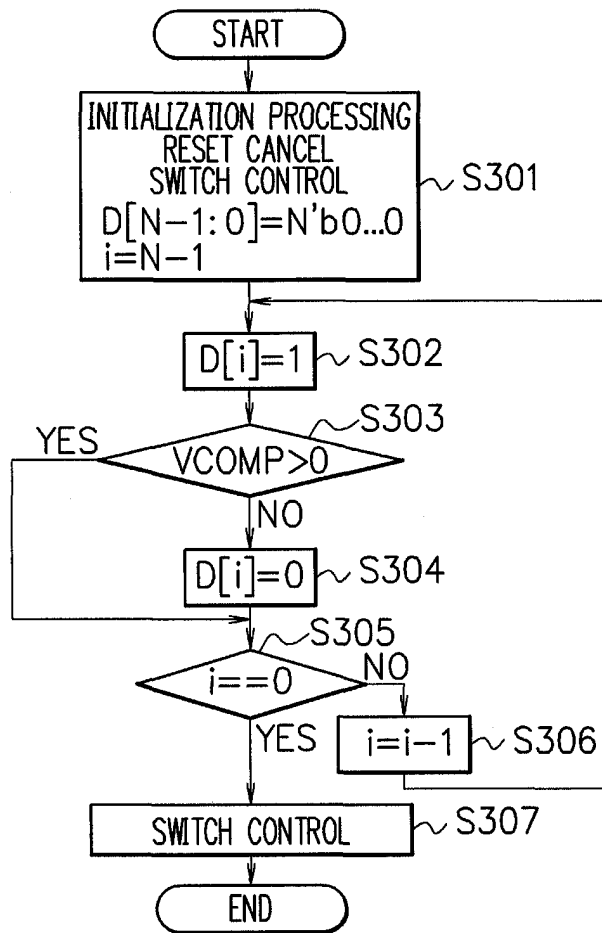 START
INITIALIZATION PROCESSING
RESET CANCEL
SWITCH CONTROL
D[N-1:0]=N'b0...0
i=N-1
S301
D[i]=1
S302
S303
YES
VCOMP>0
NO
D[i]=0
S304
S305
i==0
NO
YES
i=i-1
S306
SWITCH CONTROL
S307
END